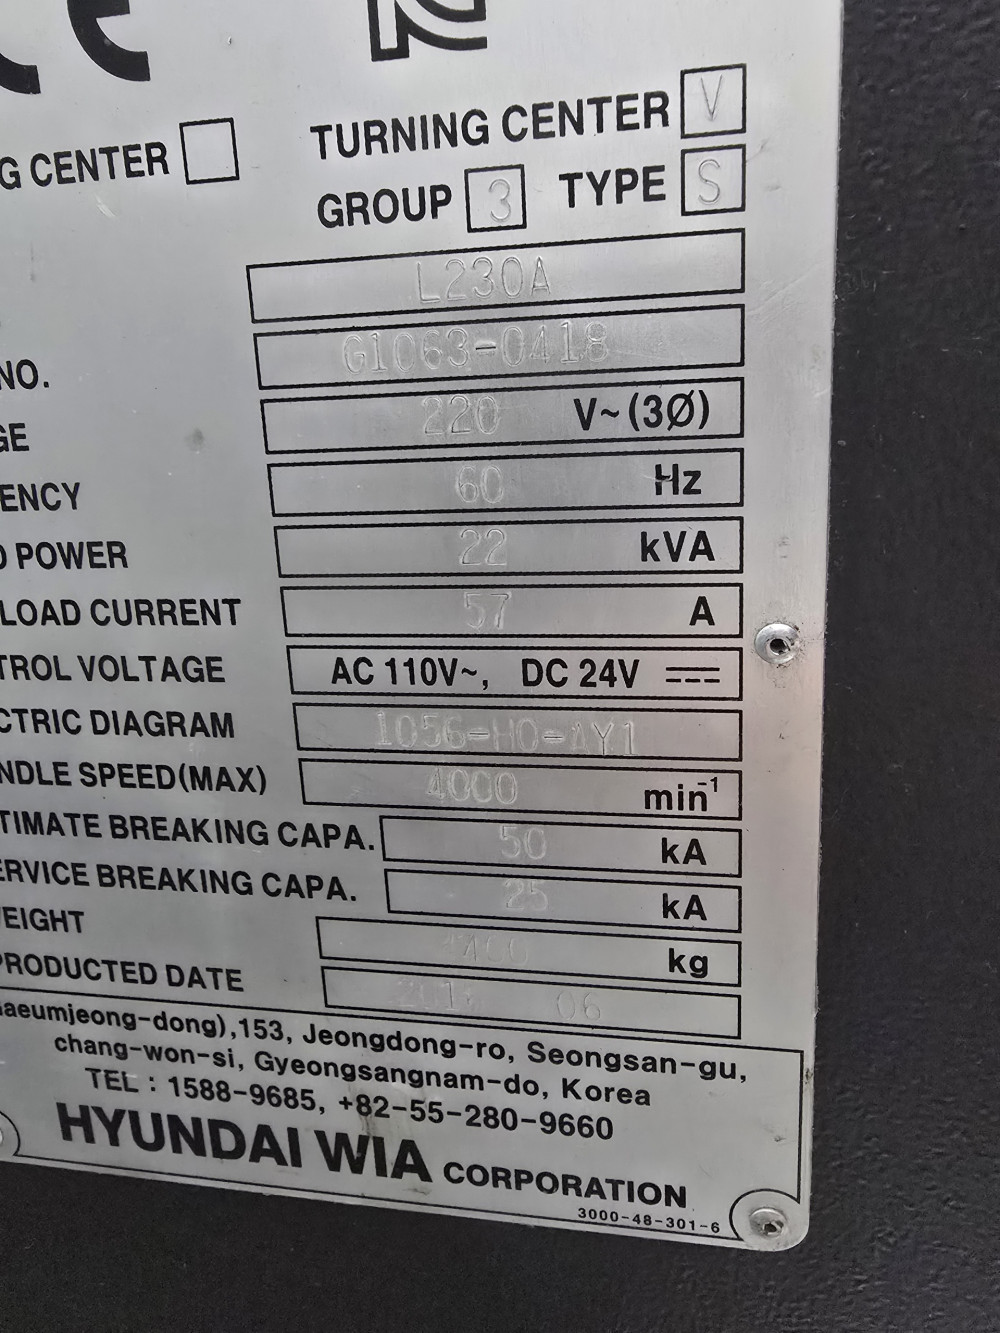 CE
G CENTER TURNING CENTER V
GROUP 3 TYPE S
L230A
NO. G1063-0418
GE 220 V~(3Ø)
ENCY 60 Hz
POWER 22 kVA
LOAD CURRENT 57 A
TROL VOLTAGE AC 110V~, DC 24V
CTRIC DIAGRAM 1056-H0-AY1
NDLE SPEED(MAX) 4000 min-1
TIMATE BREAKING CAPA. 50 kA
ERVICE BREAKING CAPA. 25 kA
EIGHT kg
PRODUCTED DATE 06
aeumjeong-dong),153, Jeongdong-ro, Seongsan-gu,
chang-won-si, Gyeongsangnam-do, Korea
TEL : 1588-9685, +82-55-280-9660
HYUNDAI WIA CORPORATION
3000-48-301-6